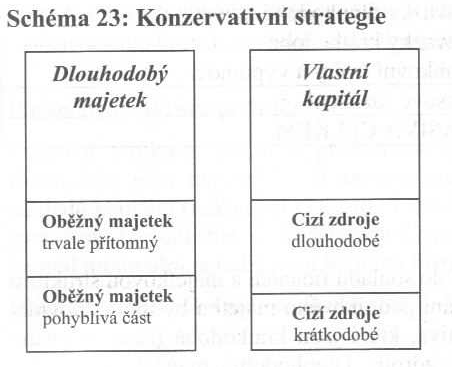 Schéma 23: Konzervativní strategie
Dlouhodobý
majetek
Oběžný majetek
trvale přítomný
Oběžný majetek
pohyblivá část
Vlastní
kapitál
Cizí zdroje
dlouhodobé
Cizí zdroje
krátkodobé